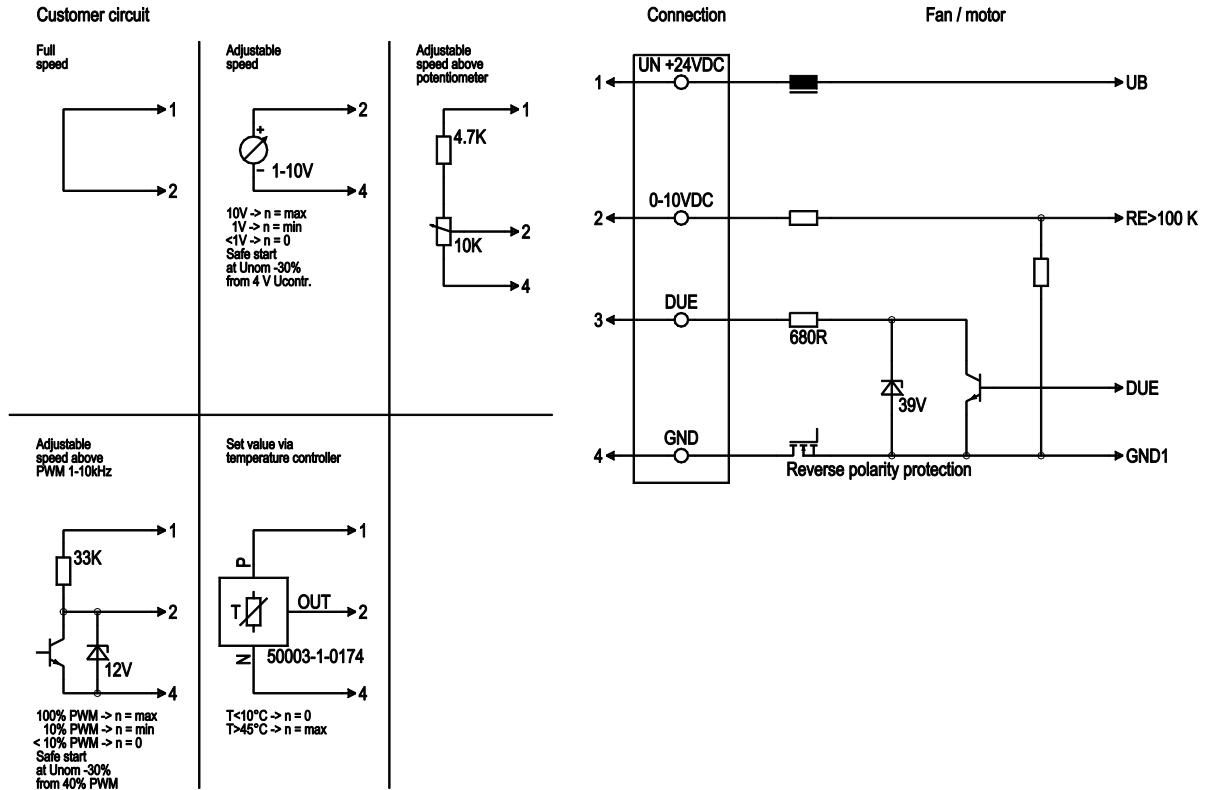 Customer circuit
Full
speed
1
2
Adjustable
speed
2
+
1-10V
−
4
10V -> n = max
1V -> n = min
<1V -> n = 0
Safe start
at Unom -30%
from 4 V Ucontr.
Adjustable
speed above
potentiometer
1
4.7K
2
10K
4
Adjustable
speed above
PWM 1-10kHz
1
33K
2
12V
4
100% PWM -> n = max
10% PWM -> n = min
< 10% PWM -> n = 0
Safe start
at Unom -30%
from 40% PWM
Set value via
temperature controller
1
P
T
OUT
2
N
50003-1-0174
4
T<10°C -> n = 0
T>45°C -> n = max
Connection
Fan / motor
UN +24VDC
1
UB
0-10VDC
2
RE>100 K
DUE
3
680R
39V
DUE
GND
4
GND1
Reverse polarity protection